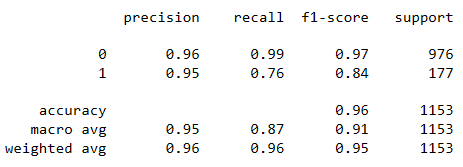 precision recall f1-score support
0 0.96 0.99 0.97 976
1 0.95 0.76 0.84 177
accuracy 0.96 1153
macro avg 0.95 0.87 0.91 1153
weighted avg 0.96 0.96 0.95 1153